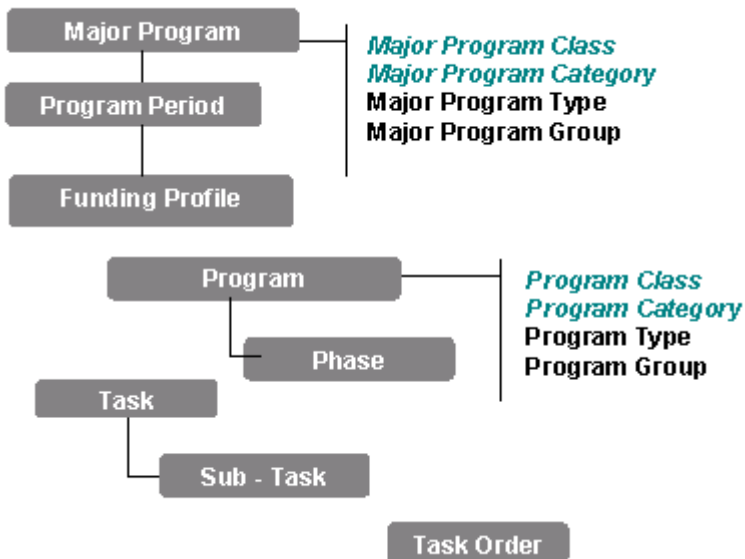 Major Program
Major Program Class
Major Program Category
Major Program Type
Major Program Group
Program Period
Funding Profile
Program
Program Class
Program Category
Program Type
Program Group
Phase
Task
Sub - Task
Task Order